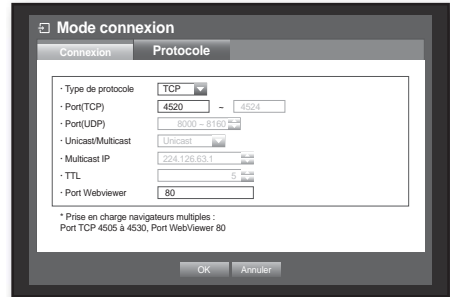 Mode connexion
Connexion Protocole
· Type de protocole TCP
· Port(TCP) 4520 ~ 4524
· Port(UDP) 8000 ~ 8160
· Unicast/Multicast Unicast
· Multicast IP 224.126.63.1
· TTL 5
· Port Webviewer 80
* Prise en charge navigateurs multiples :
Port TCP 4505 à 4530, Port WebViewer 80
OK Annuler